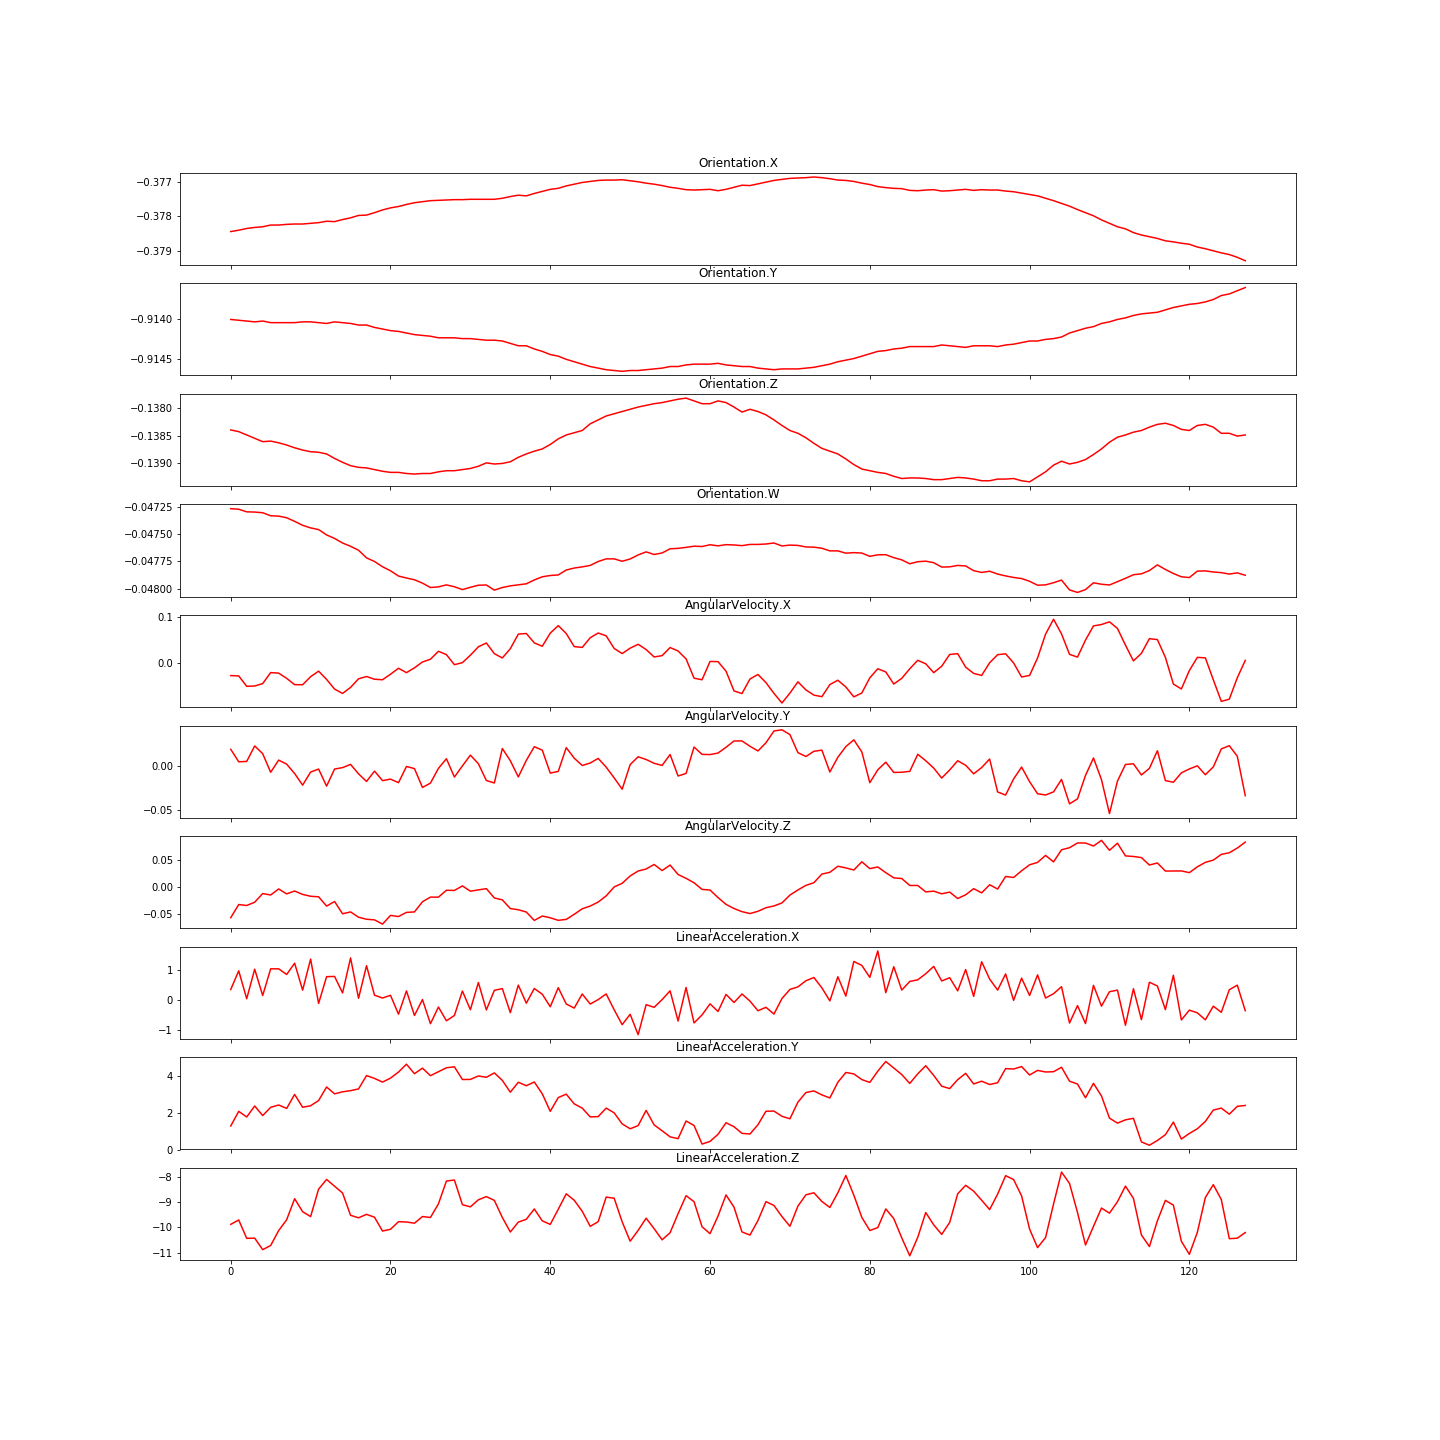 Orientation.X
−0.377
−0.378
−0.379
Orientation.Y
−0.9140
−0.9145
Orientation.Z
−0.1380
−0.1385
−0.1390
Orientation.W
−0.04725
−0.04750
−0.04775
−0.04800
AngularVelocity.X
0.1
0.0
AngularVelocity.Y
0.00
−0.05
AngularVelocity.Z
0.05
0.00
−0.05
LinearAcceleration.X
1
0
−1
LinearAcceleration.Y
4
2
0
LinearAcceleration.Z
−8
−9
−10
−11
0 20 40 60 80 100 120